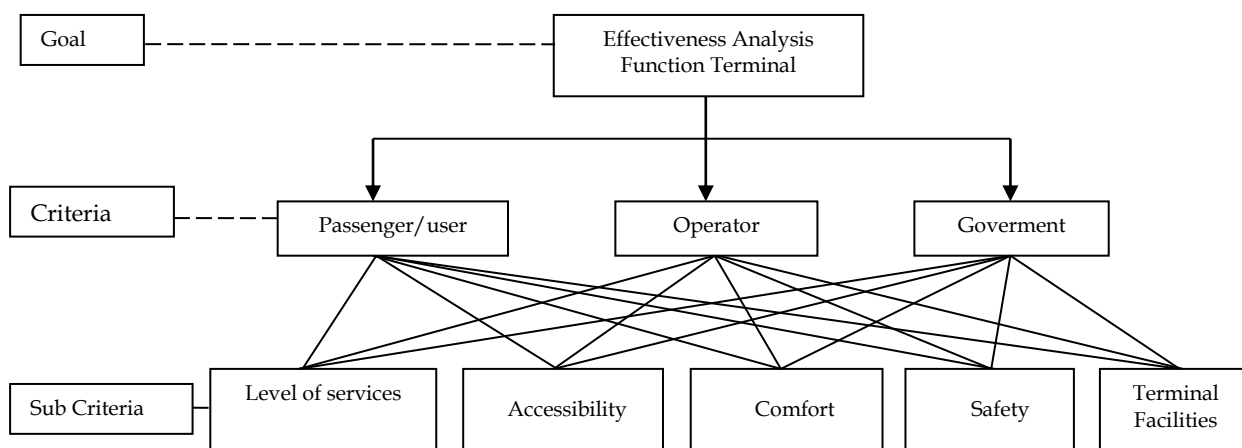 Goal
Effectiveness Analysis
Function Terminal
Criteria
Passenger/user
Operator
Goverment
Sub Criteria
Level of services
Accessibility
Comfort
Safety
Terminal
Facilities